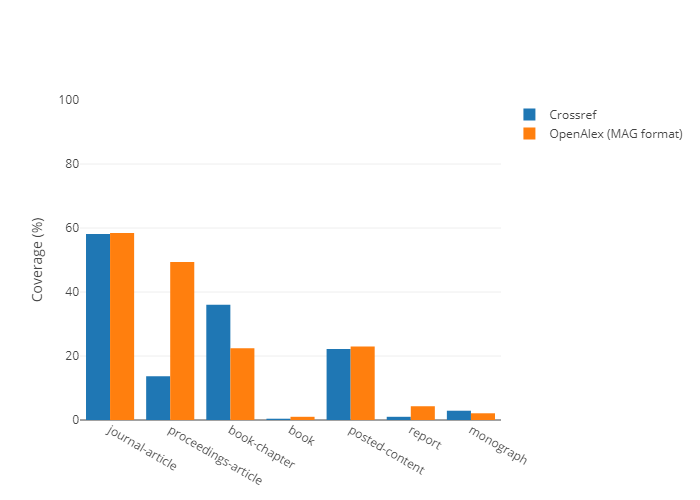 100
80
60
40
20
0
Coverage (%)
journal-article
proceedings-article
book-chapter
book
posted-content
report
monograph
Crossref
OpenAlex (MAG format)